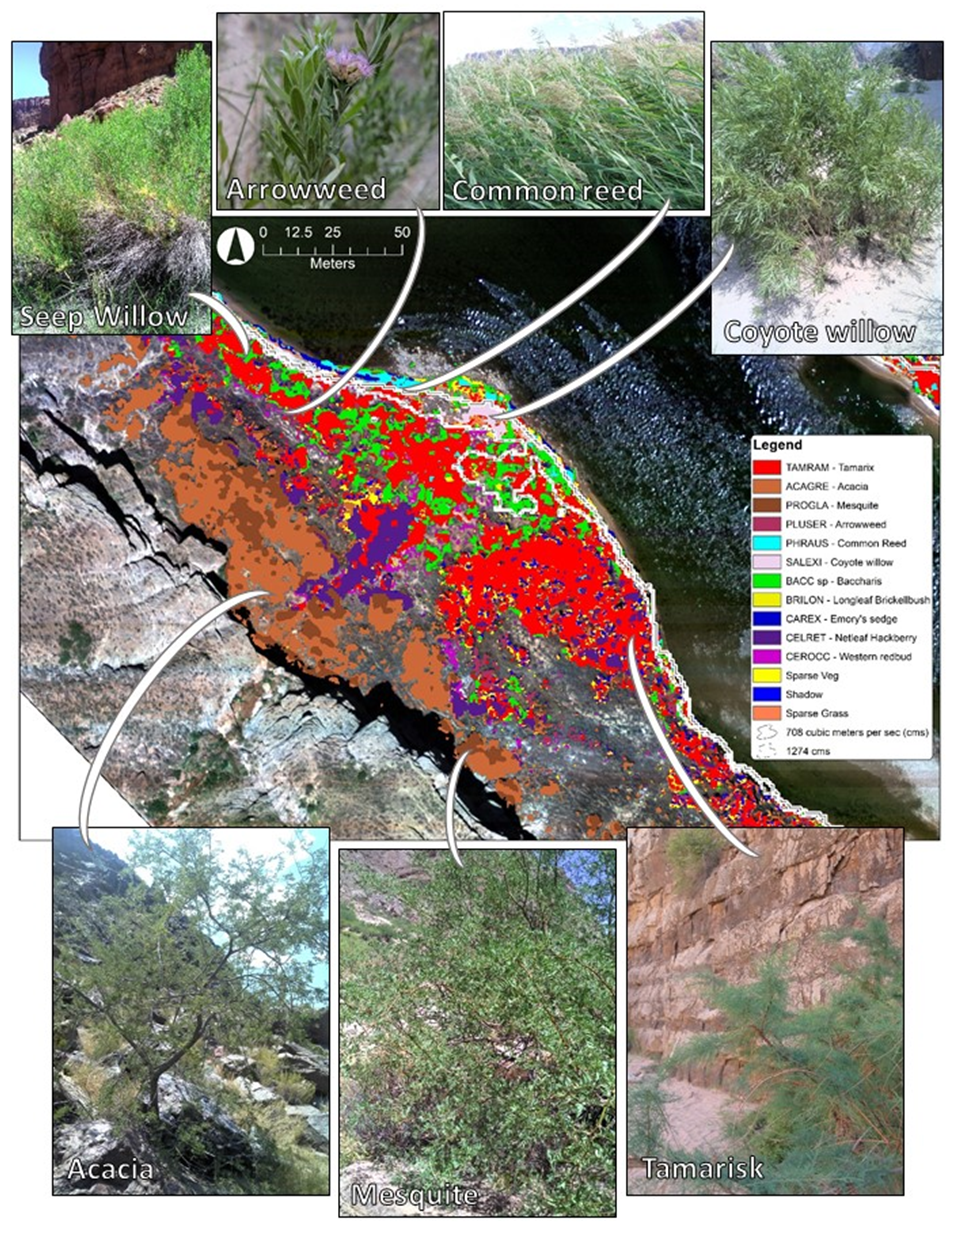 Arrowweed
Common reed
Seep Willow
Coyote willow
0 12.5 25 50
Meters
Legend
TAMRAM - Tamarix
ACAGRE - Acacia
PROGLA - Mesquite
PLUSER - Arrowweed
PHRAUS - Common Reed
SALEXI - Coyote willow
BACC sp - Baccharis
BRILON - Longleaf Brickellbush
CAREX - Emory's sedge
CELRET - Netleaf Hackberry
CEROCC - Western redbud
Sparse Veg
Shadow
Sparse Grass
708 cubic meters per sec (cms)
1274 cms
Acacia
Mesquite
Tamarisk